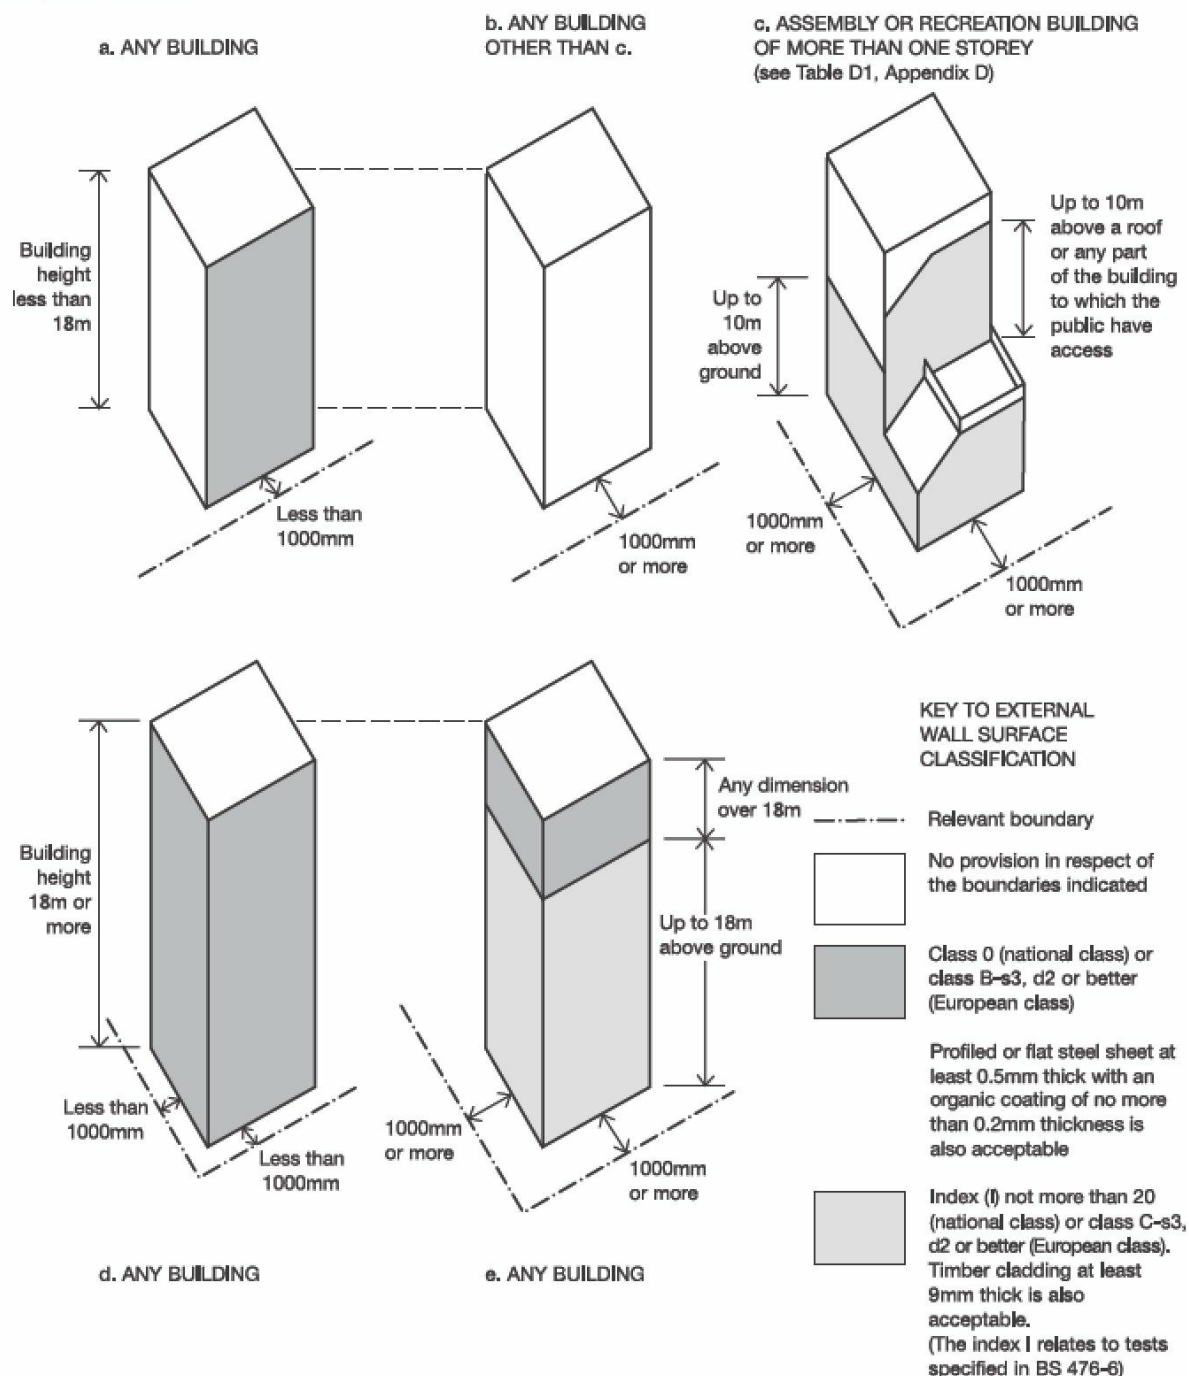 a. ANY BUILDING
b. ANY BUILDING
OTHER THAN c.
c. ASSEMBLY OR RECREATION BUILDING
OF MORE THAN ONE STOREY
(see Table D1, Appendix D)
Building
height
less than
18m
Less than
1000mm
1000mm
or more
Up to
10m
above
ground
Up to 10m
above a roof
or any part
of the building
to which the
public have
access
1000mm
or more
1000mm
or more
Building
height
18m or
more
Less than
1000mm
Less than
1000mm
d. ANY BUILDING
Any dimension
over 18m
Up to 18m
above ground
1000mm
or more
1000mm
or more
e. ANY BUILDING
KEY TO EXTERNAL
WALL SURFACE
CLASSIFICATION
Relevant boundary
No provision in respect of
the boundaries indicated
Class 0 (national class) or
class B-s3, d2 or better
(European class)
Profiled or flat steel sheet at
least 0.5mm thick with an
organic coating of no more
than 0.2mm thickness is
also acceptable
Index (I) not more than 20
(national class) or class C-s3,
d2 or better (European class).
Timber cladding at least
9mm thick is also
acceptable.
(The index I relates to tests
specified in BS 476-6)